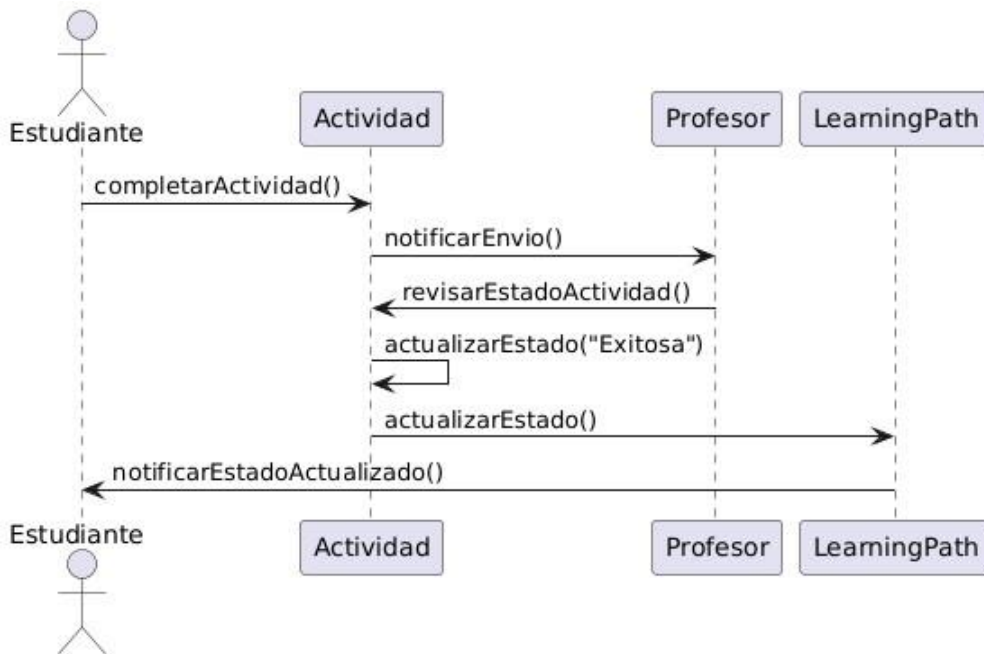 Estudiante
Actividad
Profesor
LearningPath
completarActividad()
notificarEnvio()
revisarEstadoActividad()
actualizarEstado("Exitosa")
actualizarEstado()
notificarEstadoActualizado()
Estudiante
Actividad
Profesor
LearningPath